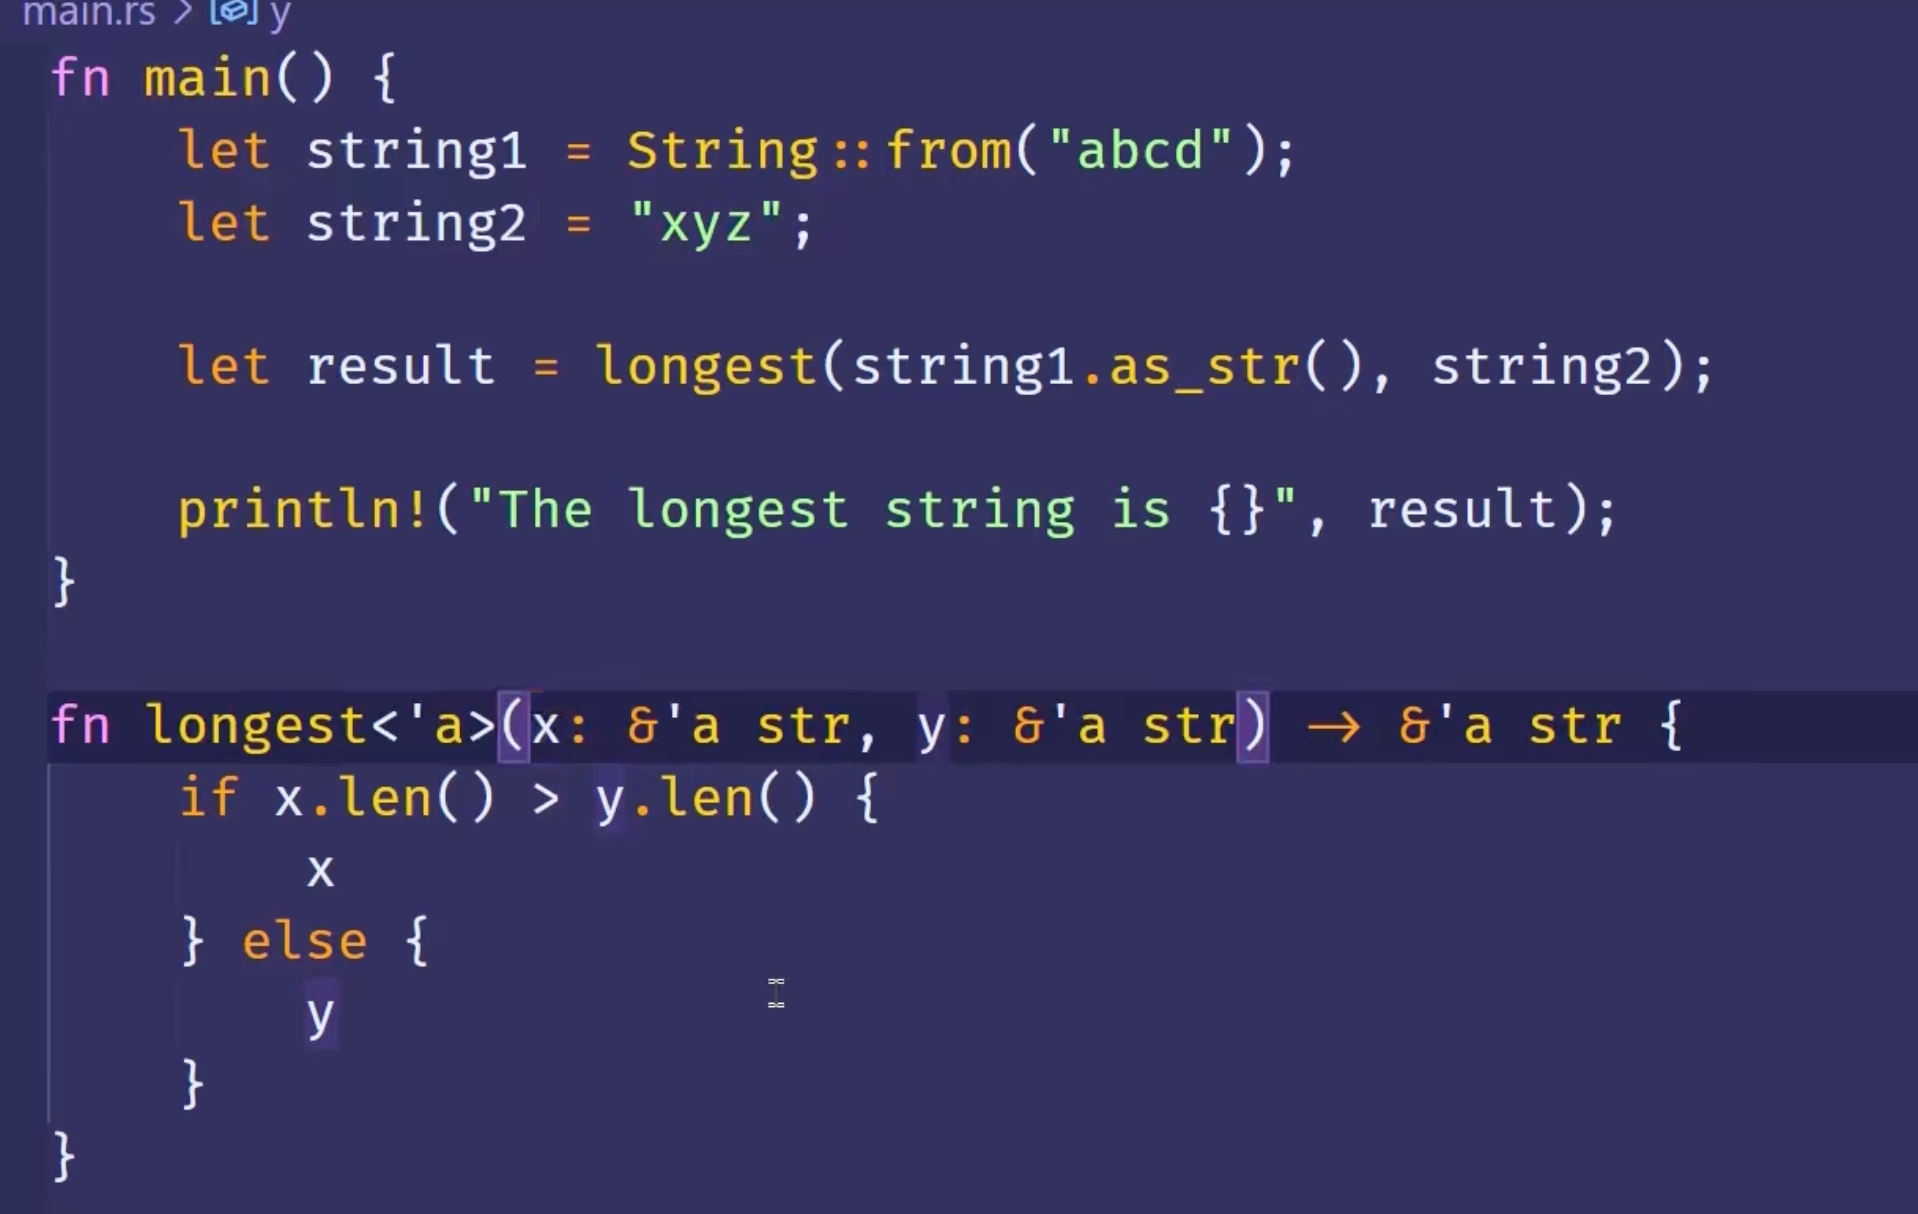 main.rs > y
fn main() {
    let string1 = String::from("abcd");
    let string2 = "xyz";
    let result = longest(string1.as_str(), string2);
    println!("The longest string is {}", result);
}
fn longest<'a>(x: &'a str, y: &'a str) -> &'a str {
    if x.len() > y.len() {
        x
    } else {
        y
    }
}